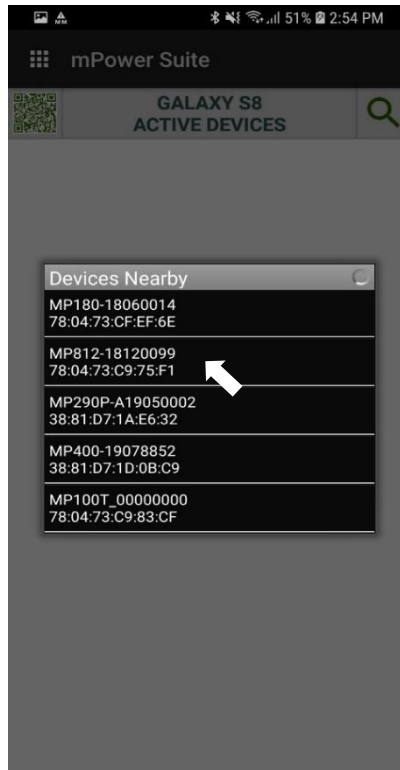 51% 2:54 PM
mPower Suite
GALAXY S8
ACTIVE DEVICES
Devices Nearby
MP180-18060014
78:04:73:CF:EF:6E
MP812-18120099
78:04:73:C9:75:F1
MP290P-A19050002
38:81:D7:1A:E6:32
MP400-19078852
38:81:D7:1D:0B:C9
MP100T_00000000
78:04:73:C9:83:CF